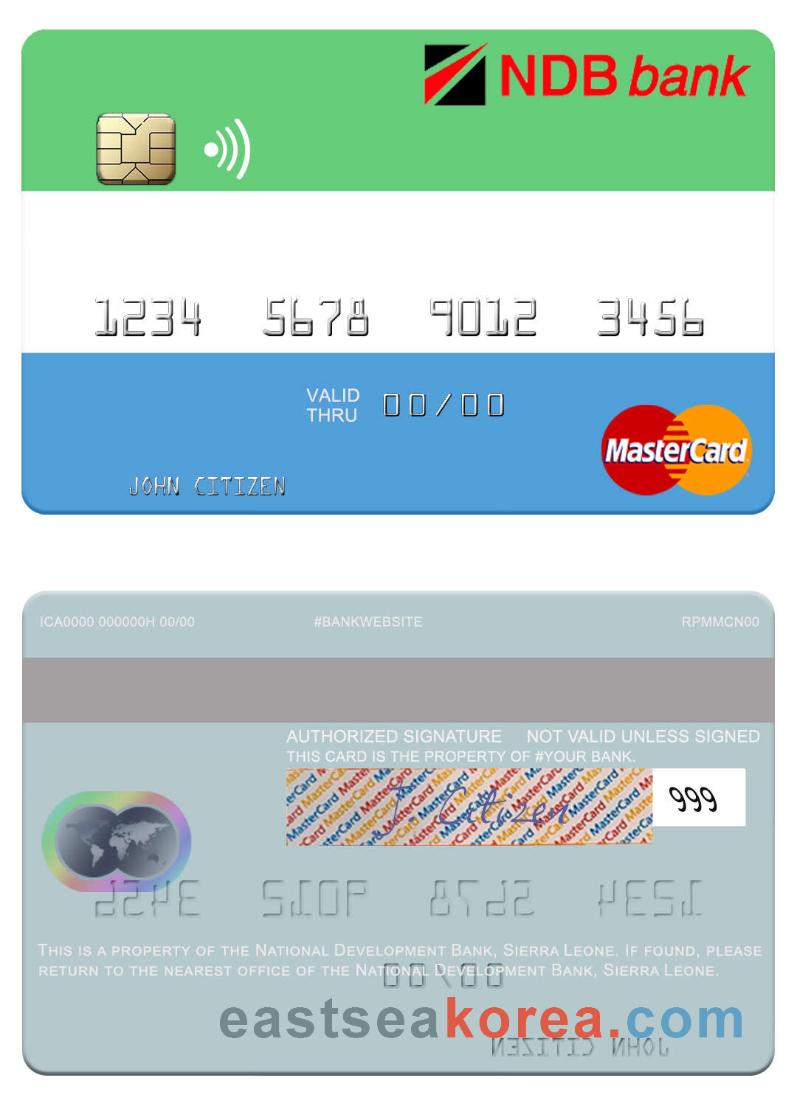 NDB bank
1234 5678 9012 3456
VALID THRU 00/00
MasterCard
JOHN CITIZEN
ICA0000 000000H 00/00 #BANKWEBSITE RPMMCN00
AUTHORIZED SIGNATURE NOT VALID UNLESS SIGNED
THIS CARD IS THE PROPERTY OF #YOUR BANK.
J. Citizen 999
THIS IS A PROPERTY OF THE NATIONAL DEVELOPMENT BANK, SIERRA LEONE. IF FOUND, PLEASE
RETURN TO THE NEAREST OFFICE OF THE NATIONAL DEVELOPMENT BANK, SIERRA LEONE.
eastseakorea.com